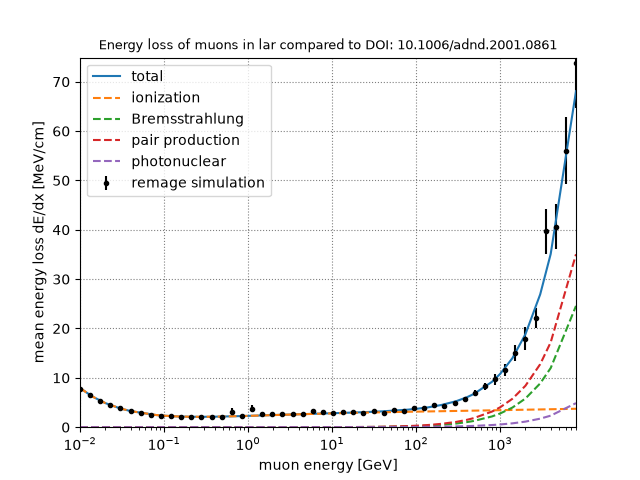 Energy loss of muons in lar compared to DOI: 10.1006/adnd.2001.0861
mean energy loss dE/dx [MeV/cm]
70
60
50
40
30
20
10
0
total
ionization
Bremsstrahlung
pair production
photonuclear
remage simulation
10⁻² 10⁻¹ 10⁰ 10¹ 10² 10³
muon energy [GeV]